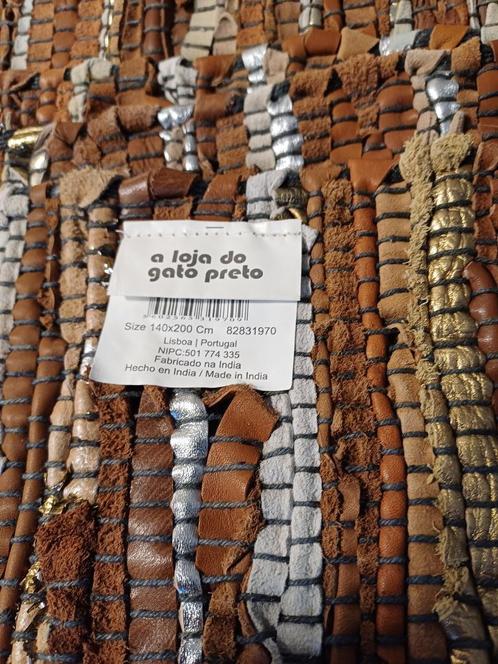 a loja do
gato preto
Size 140x200 Cm 82831970
Lisboa | Portugal
NIPC:501 774 335
Fabricado na India
Hecho en India / Made in India